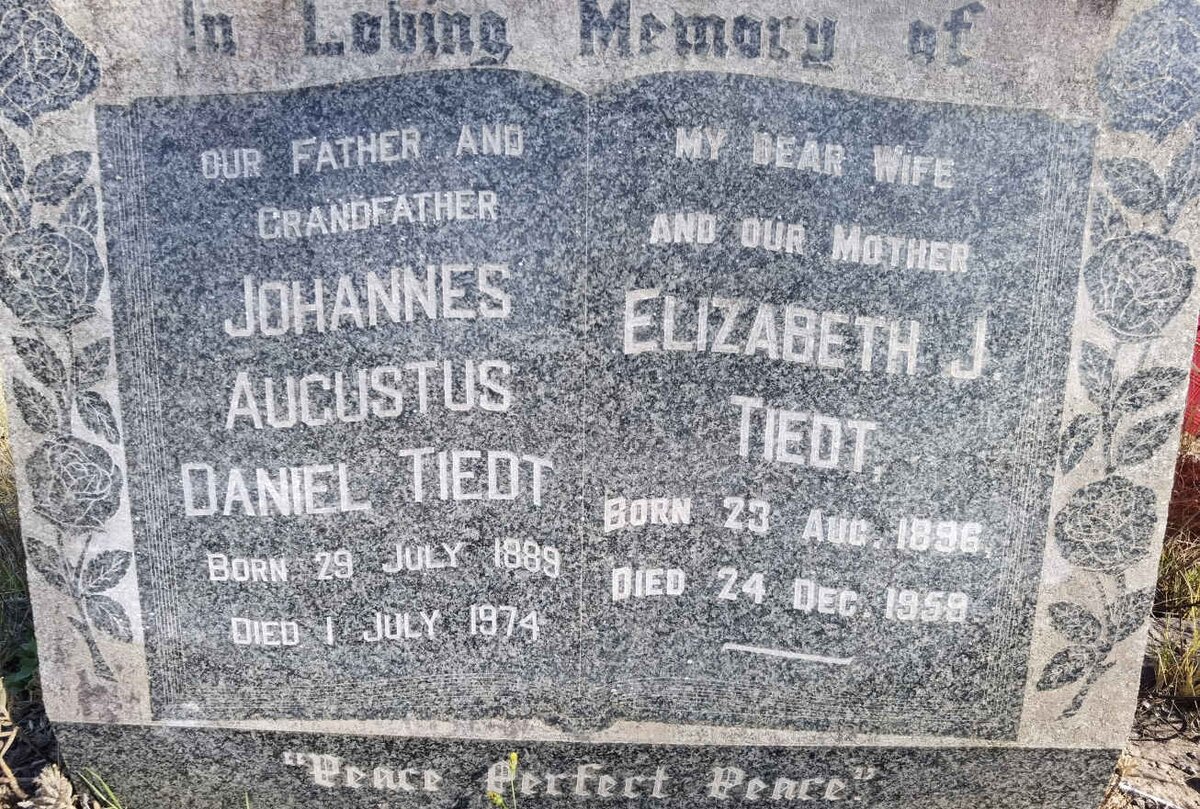 In Loving Memory of
OUR FATHER AND
GRANDFATHER
JOHANNES
AUGUSTUS
DANIEL TIEDT
BORN 29 JULY 1889
DIED 1 JULY 1974
MY DEAR WIFE
AND OUR MOTHER
ELIZABETH J.
TIEDT,
BORN 23 AUG. 1896,
DIED 24 DEC. 1959
"Peace Perfect Peace."